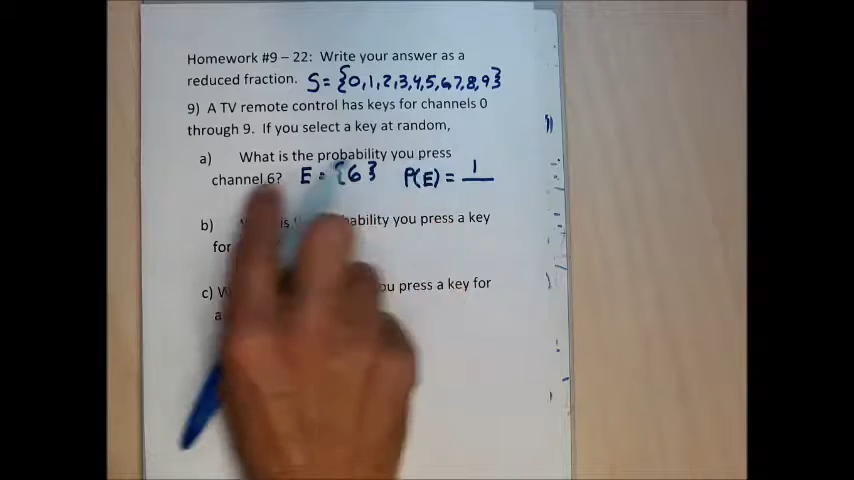 Homework #9 – 22: Write your answer as a
reduced fraction. S={0,1,2,3,4,5,6,7,8,9}
9) A TV remote control has keys for channels 0
through 9. If you select a key at random,
a) What is the probability you press
channel 6? E = {6} P(E) = 1
b) probability you press a key
for
c) ou press a key for
a